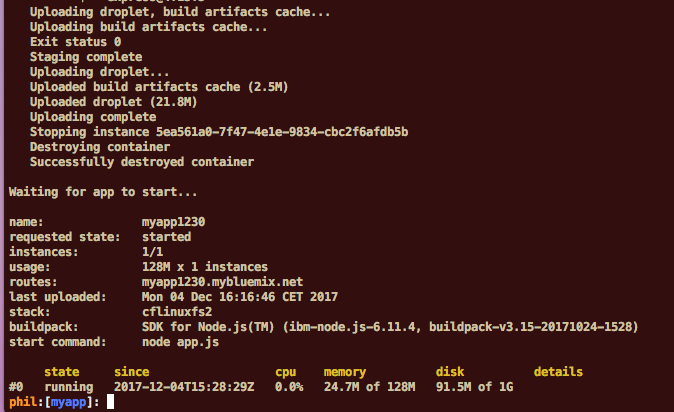 Uploading droplet, build artifacts cache...
Uploading build artifacts cache...
Exit status 0
Staging complete
Uploading droplet...
Uploaded build artifacts cache (2.5M)
Uploaded droplet (21.8M)
Uploading complete
Stopping instance 5ea561a0-7f47-4e1e-9834-cbc2f6afdb5b
Destroying container
Successfully destroyed container
Waiting for app to start...
name: myapp1230
requested state: started
instances: 1/1
usage: 128M x 1 instances
routes: myapp1230.mybluemix.net
last uploaded: Mon 04 Dec 16:16:46 CET 2017
stack: cflinuxfs2
buildpack: SDK for Node.js(TM) (ibm-node.js-6.11.4, buildpack-v3.15-20171024-1528)
start command: node app.js
state since cpu memory disk details
#0 running 2017-12-04T15:28:29Z 0.0% 24.7M of 128M 91.5M of 1G
phil:[myapp]: